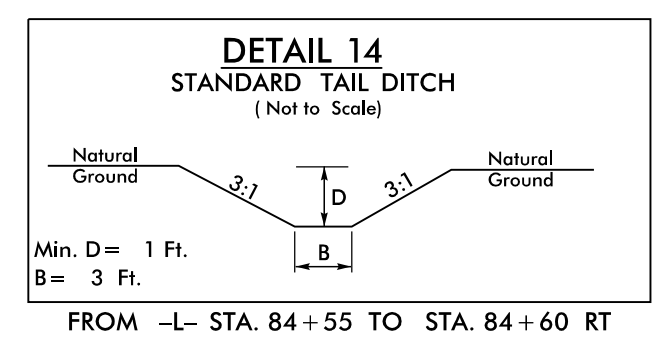 DETAIL 14
STANDARD TAIL DITCH
( Not to Scale)
Natural
Ground
3:1
D
3:1
Natural
Ground
Min. D= 1 Ft.
B= 3 Ft.
B
FROM -L- STA. 84+55 TO STA. 84+60 RT